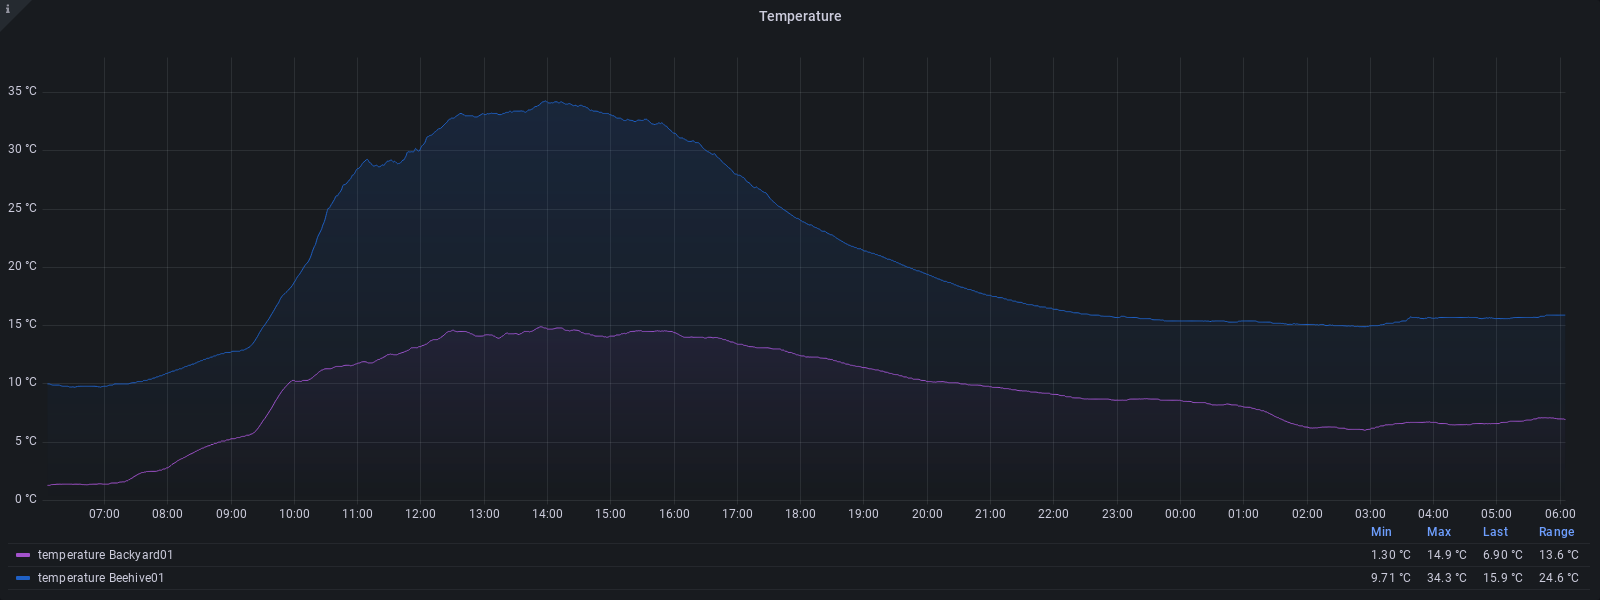 i
Temperature
35 °C
30 °C
25 °C
20 °C
15 °C
10 °C
5 °C
0 °C
07:00 08:00 09:00 10:00 11:00 12:00 13:00 14:00 15:00 16:00 17:00 18:00 19:00 20:00 21:00 22:00 23:00 00:00 01:00 02:00 03:00 04:00 05:00 06:00
Min Max Last Range
temperature Backyard01 1.30 °C 14.9 °C 6.90 °C 13.6 °C
temperature Beehive01 9.71 °C 34.3 °C 15.9 °C 24.6 °C